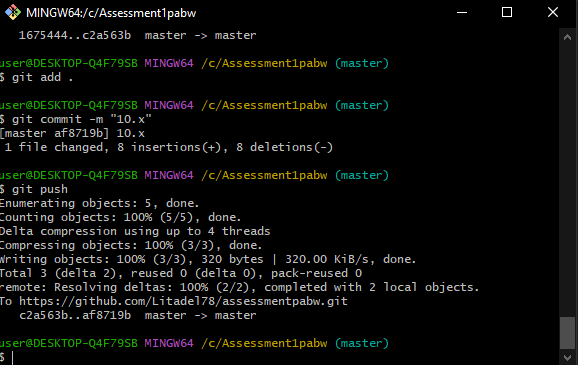 MINGW64:/c/Assessment1pabw
1675444..c2a563b  master -> master
user@DESKTOP-Q4F79SB MINGW64 /c/Assessment1pabw (master)
$ git add .
user@DESKTOP-Q4F79SB MINGW64 /c/Assessment1pabw (master)
$ git commit -m "10.x"
[master af8719b] 10.x
 1 file changed, 8 insertions(+), 8 deletions(-)
user@DESKTOP-Q4F79SB MINGW64 /c/Assessment1pabw (master)
$ git push
Enumerating objects: 5, done.
Counting objects: 100% (5/5), done.
Delta compression using up to 4 threads
Compressing objects: 100% (3/3), done.
Writing objects: 100% (3/3), 320 bytes | 320.00 KiB/s, done.
Total 3 (delta 2), reused 0 (delta 0), pack-reused 0
remote: Resolving deltas: 100% (2/2), completed with 2 local objects.
To https://github.com/Litadel78/assessmentpabw.git
   c2a563b..af8719b  master -> master
user@DESKTOP-Q4F79SB MINGW64 /c/Assessment1pabw (master)
$